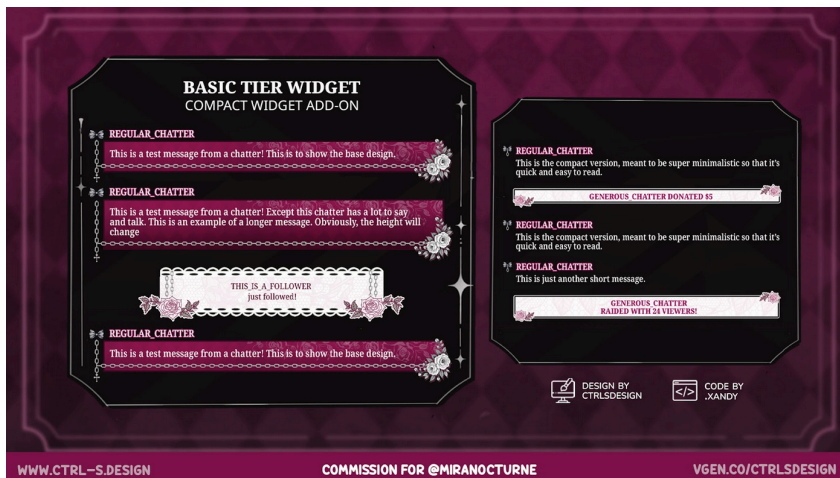 BASIC TIER WIDGET
COMPACT WIDGET ADD-ON
REGULAR_CHATTER
This is a test message from a chatter! This is to show the base design.
REGULAR_CHATTER
This is a test message from a chatter! Except this chatter has a lot to say
and talk. This is an example of a longer message. Obviously, the height will
change
THIS_IS_A_FOLLOWER
just followed!
REGULAR_CHATTER
This is a test message from a chatter! This is to show the base design.
REGULAR_CHATTER
This is the compact version, meant to be super minimalistic so that it's
quick and easy to read.
GENEROUS_CHATTER DONATED $5
REGULAR_CHATTER
This is the compact version, meant to be super minimalistic so that it's
quick and easy to read.
REGULAR_CHATTER
This is just another short message.
GENEROUS_CHATTER
RAIDED WITH 24 VIEWERS!
DESIGN BY
CTRLSDESIGN
CODE BY
.XANDY
WWW.CTRL-S.DESIGN
COMMISSION FOR @MIRANOCTURNE
VGEN.CO/CTRLSDESIGN